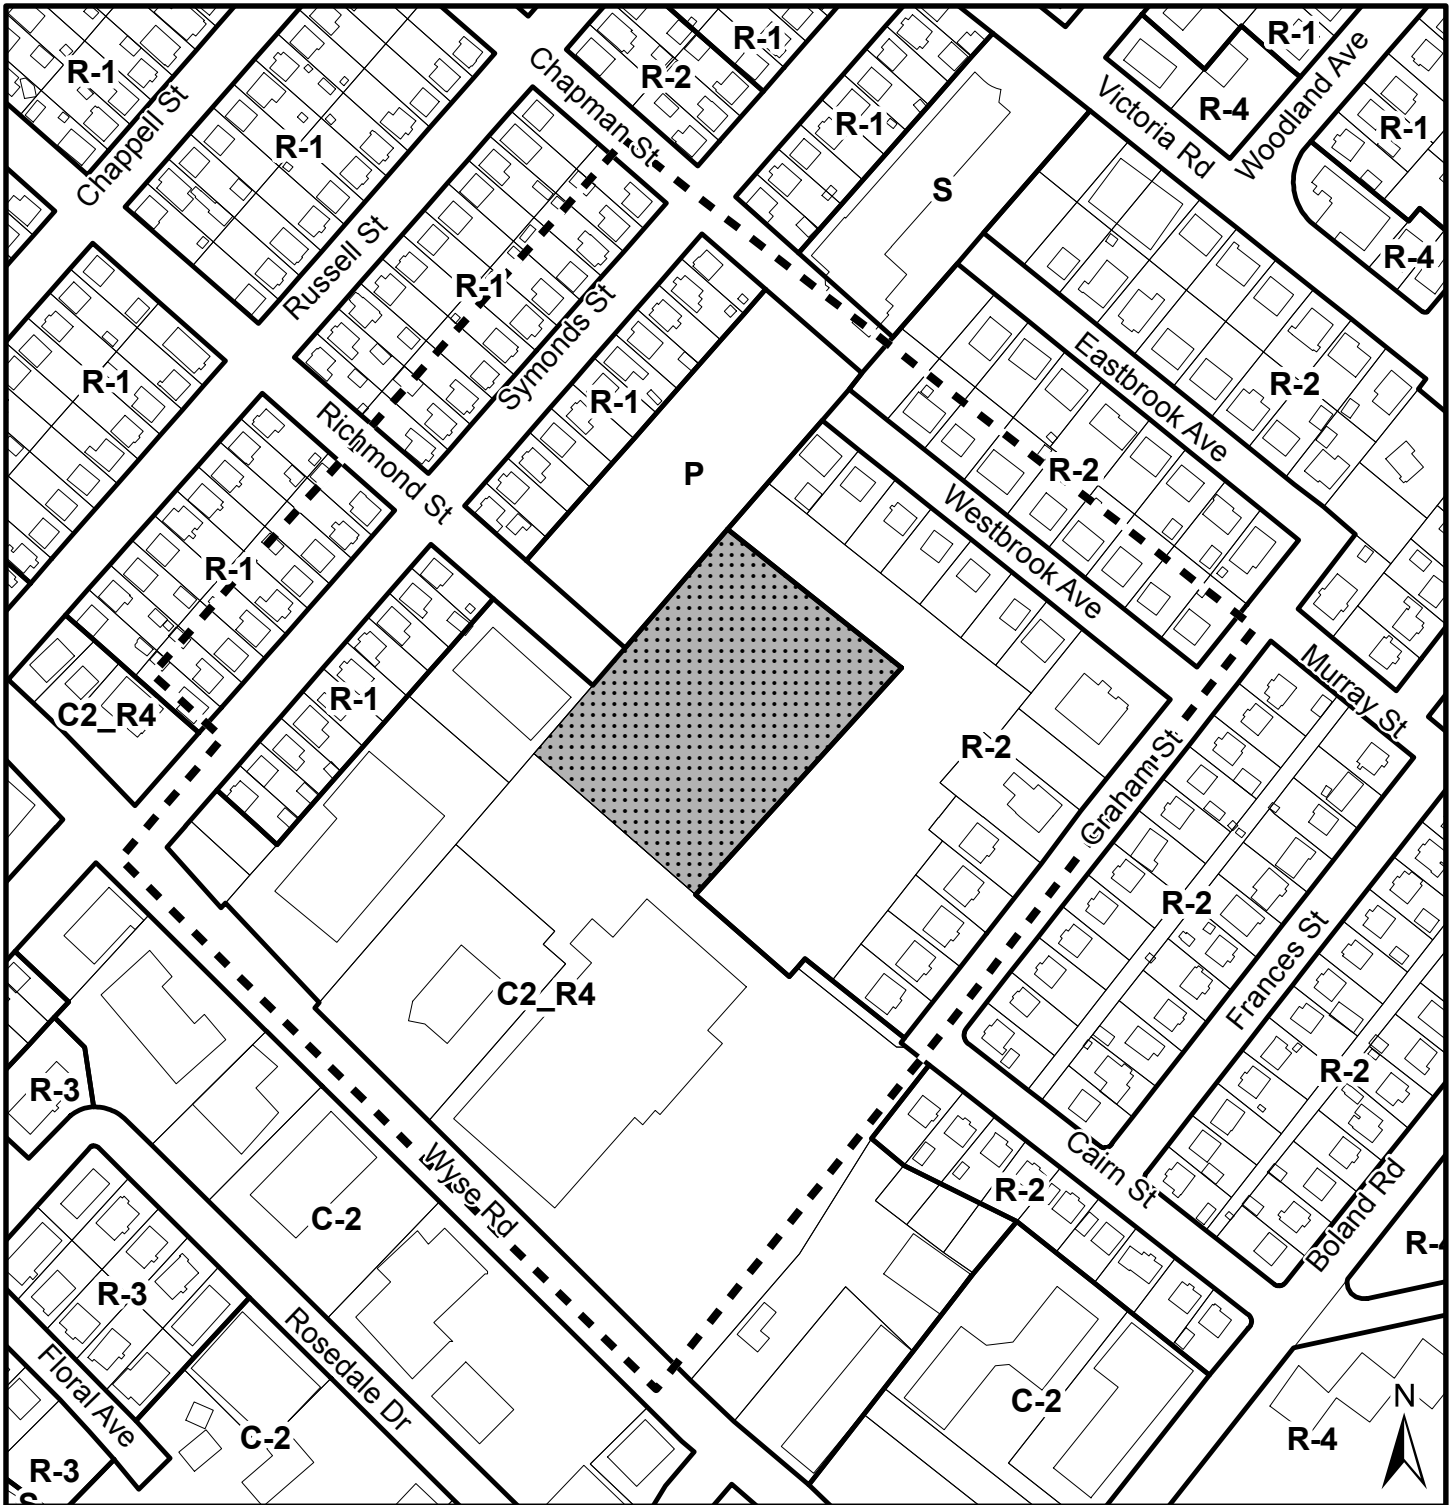 R-1
R-2
R-1
R-1
Woodland Ave
Chapman St
Chappell St
R-1
R-1
Victoria Rd
R-4
R-1
S
Russell St
R-1
Symonds St
R-4
R-1
R-1
Eastbrook Ave
R-2
Richmond St
P
R-2
Westbrook Ave
R-1
R-1
C2_R4
R-2
Murray St
Graham St
R-2
Frances St
C2_R4
R-3
R-2
Wyse Rd
Cairn St
R-2
C-2
Boland Rd
R-3
Rosedale Dr
Floral Ave
C-2
C-2
R-4
N
R-3